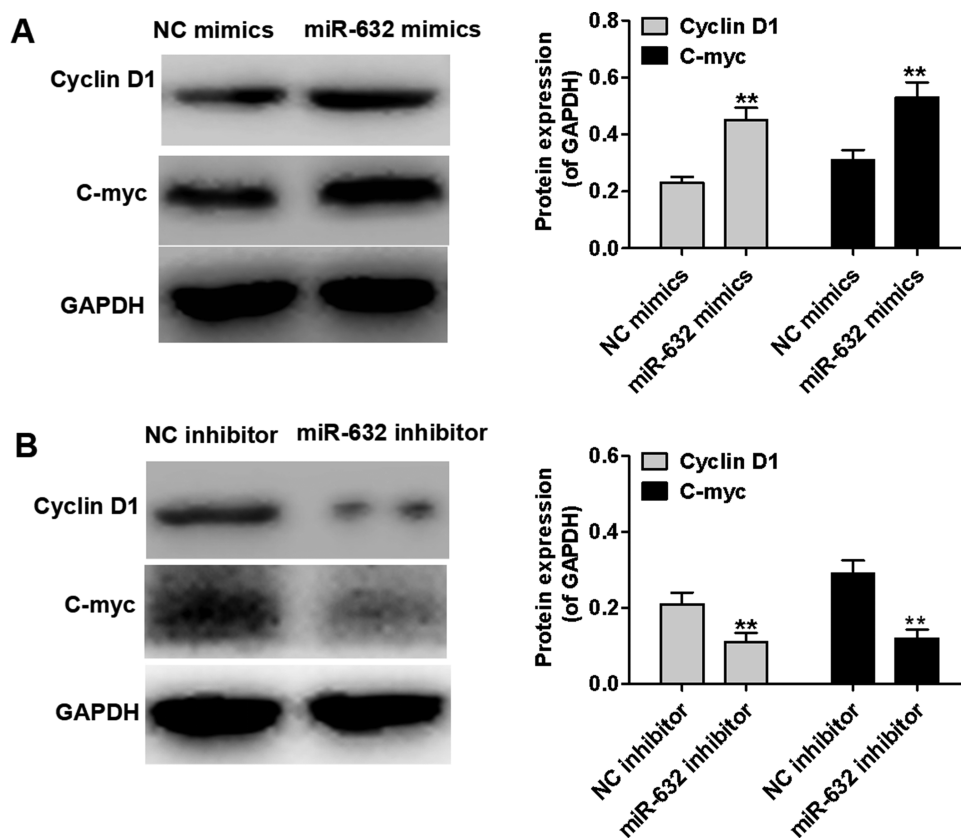 A
NC mimics miR-632 mimics
Cyclin D1
C-myc
GAPDH
Cyclin D1
C-myc
Protein expression
(of GAPDH)
0.8
0.6
0.4
0.2
0.0
** **
NC mimics
miR-632 mimics
NC mimics
miR-632 mimics
B
NC inhibitor miR-632 inhibitor
Cyclin D1
C-myc
GAPDH
Cyclin D1
C-myc
Protein expression
(of GAPDH)
0.6
0.4
0.2
0.0
** **
NC inhibitor
miR-632 inhibitor
NC inhibitor
miR-632 inhibitor